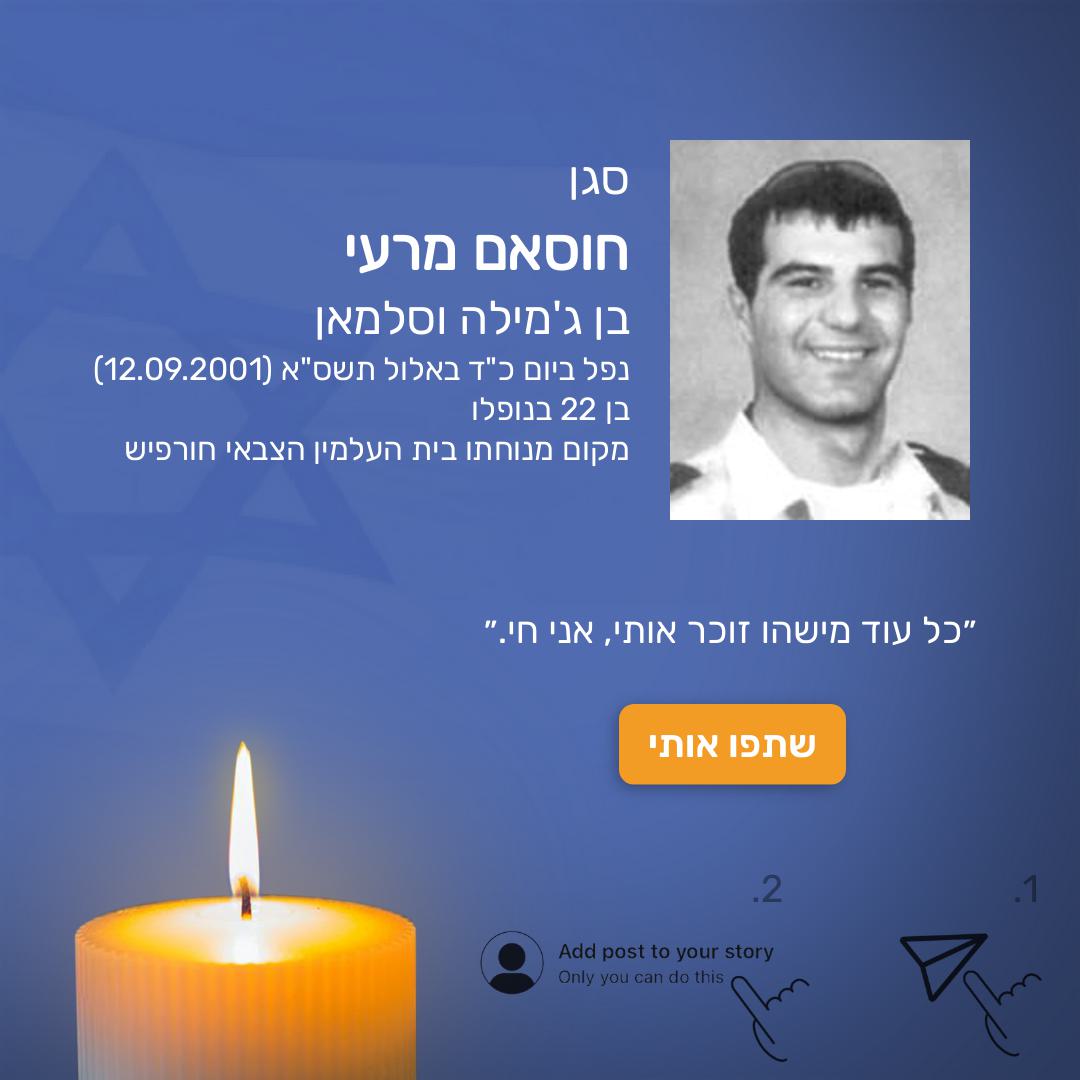 סגן
חוסאם מרעי
בן ג'מילה וסלמאן
נפל ביום כ"ד באלול תשס"א (12.09.2001)
בן 22 בנופלו
מקום מנוחתו בית העלמין הצבאי חורפיש
״כל עוד מישהו זוכר אותי, אני חי.״
שתפו אותי
.1
.2
Add post to your story
Only you can do this